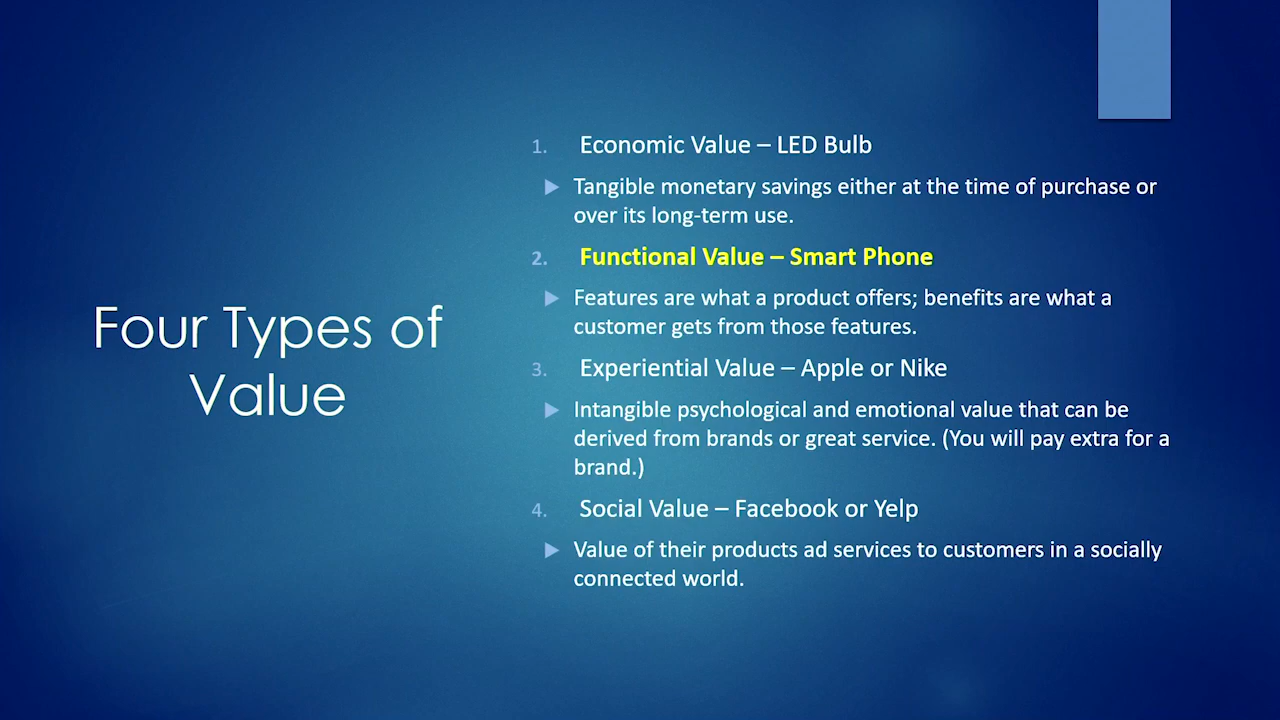 Four Types of
Value
1. Economic Value – LED Bulb
Tangible monetary savings either at the time of purchase or
over its long-term use.
2. Functional Value – Smart Phone
Features are what a product offers; benefits are what a
customer gets from those features.
3. Experiential Value – Apple or Nike
Intangible psychological and emotional value that can be
derived from brands or great service. (You will pay extra for a
brand.)
4. Social Value – Facebook or Yelp
Value of their products ad services to customers in a socially
connected world.